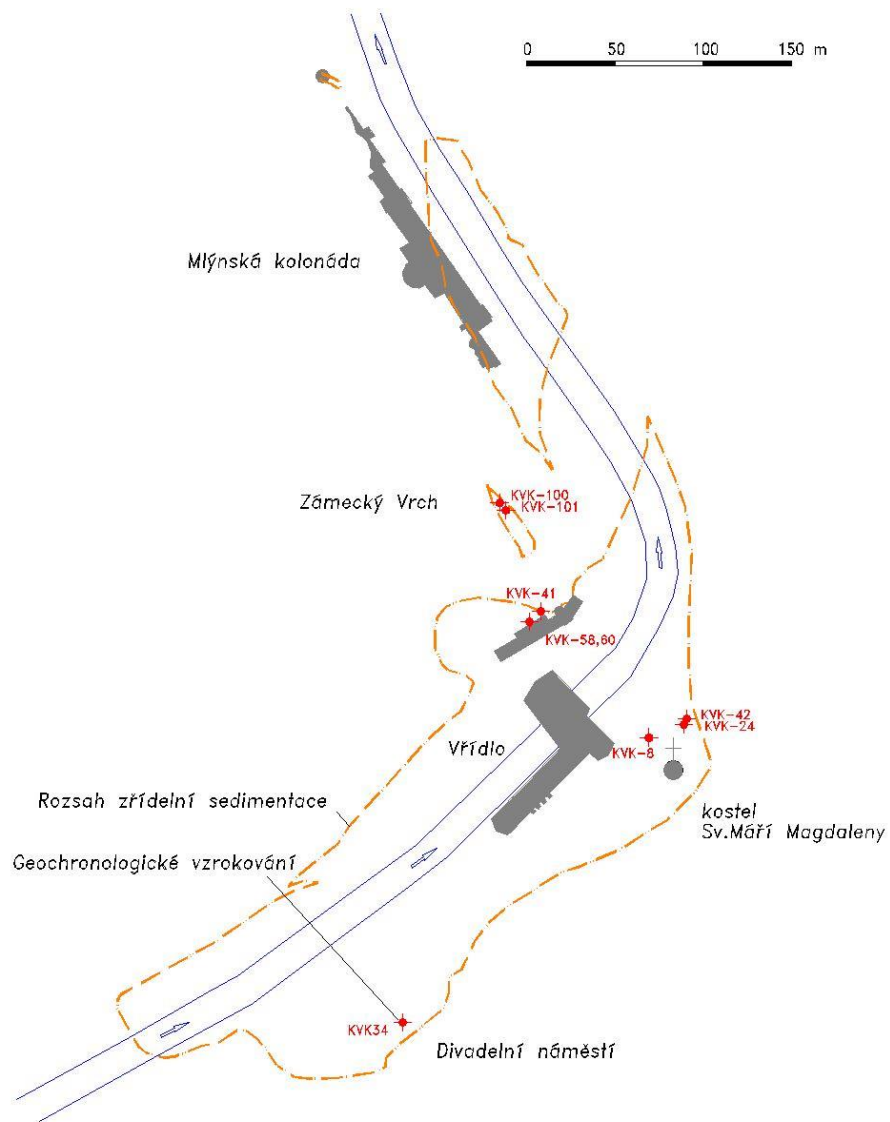 0 50 100 150 m
Mlýnská kolonáda
Zámecký Vrch
KVK-100
KVK-101
KVK-41
KVK-58,60
KVK-42
KVK-24
KVK-8
Vřídlo
Rozsah zřídelní sedimentace
kostel
Sv.Máří Magdaleny
Geochronologické vzrokování
KVK34
Divadelní náměstí